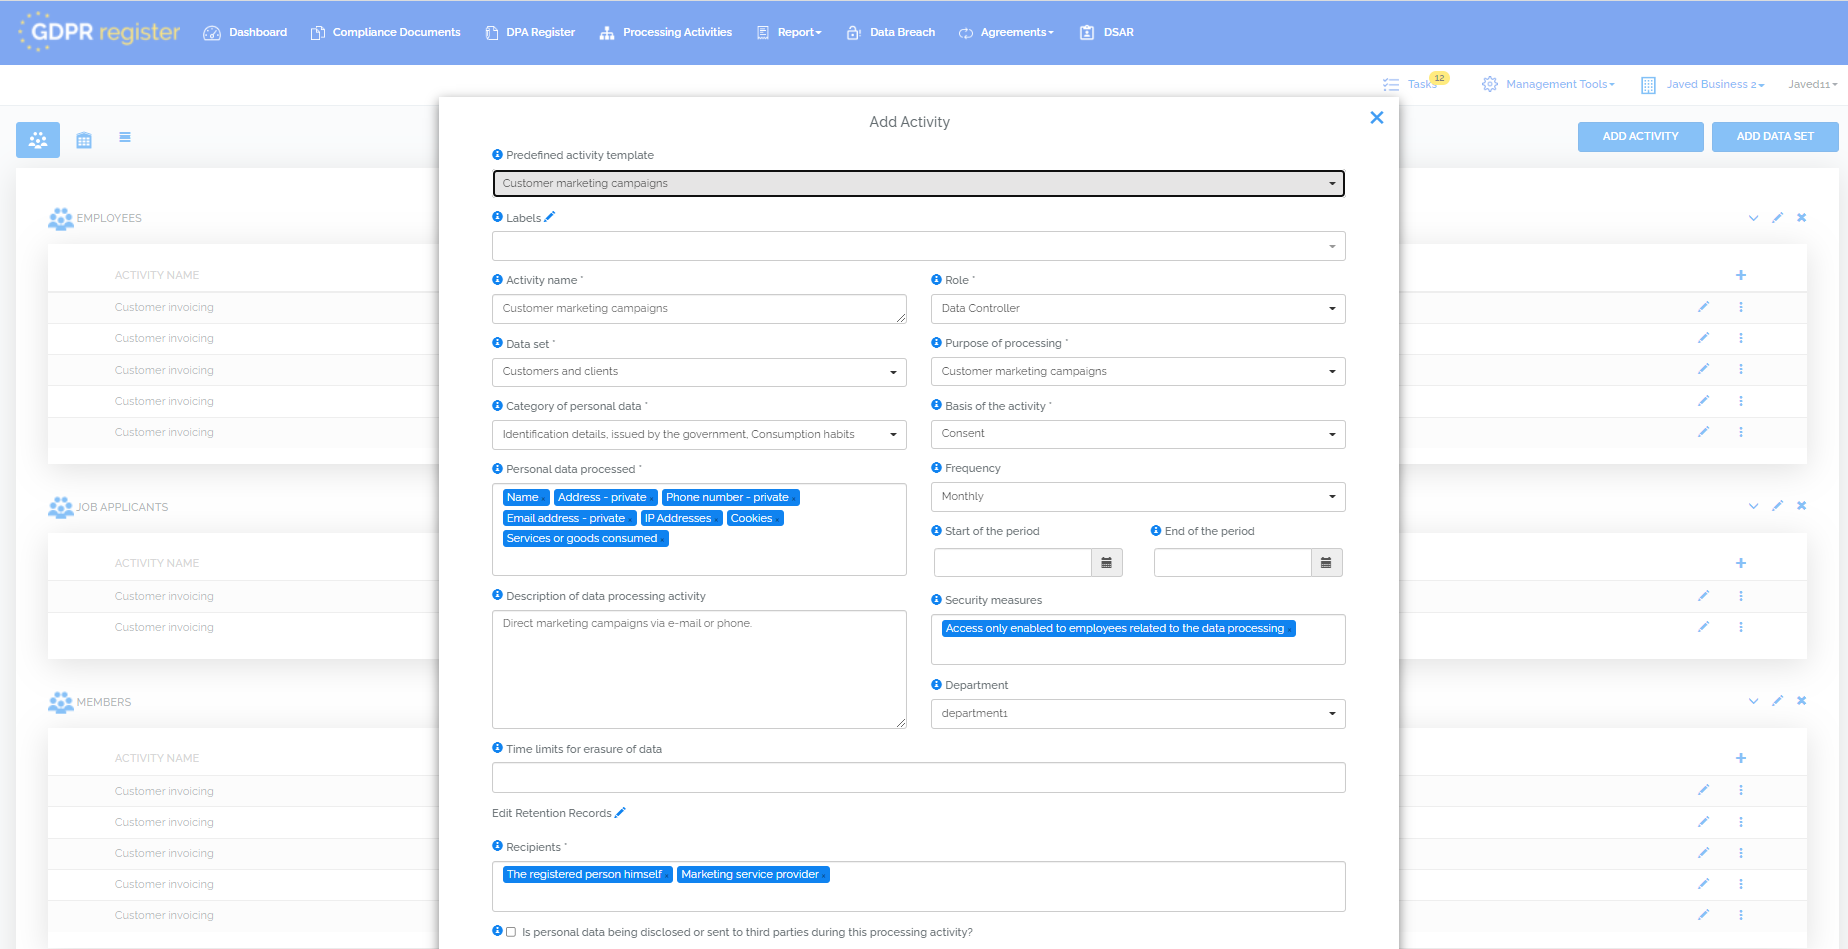 GDPR register
Dashboard
Compliance Documents
DPA Register
Processing Activities
Report
Data Breach
Agreements
DSAR
Tasks 12
Management Tools
Javed Business 2
Javed11
ADD ACTIVITY
ADD DATA SET
EMPLOYEES
ACTIVITY NAME
Customer invoicing
Customer invoicing
Customer invoicing
Customer invoicing
Customer invoicing
JOB APPLICANTS
ACTIVITY NAME
Customer invoicing
Customer invoicing
MEMBERS
ACTIVITY NAME
Customer invoicing
Customer invoicing
Customer invoicing
Customer invoicing
Customer invoicing
Add Activity
Predefined activity template
Customer marketing campaigns
Labels
Activity name *
Customer marketing campaigns
Role *
Data Controller
Data set *
Customers and clients
Purpose of processing *
Customer marketing campaigns
Category of personal data *
Identification details, issued by the government, Consumption habits
Basis of the activity *
Consent
Personal data processed *
Name Address - private Phone number - private
Email address - private IP Addresses Cookies
Services or goods consumed
Frequency
Monthly
Start of the period
End of the period
Description of data processing activity
Direct marketing campaigns via e-mail or phone.
Security measures
Access only enabled to employees related to the data processing
Department
department1
Time limits for erasure of data
Edit Retention Records
Recipients *
The registered person himself Marketing service provider
Is personal data being disclosed or sent to third parties during this processing activity?